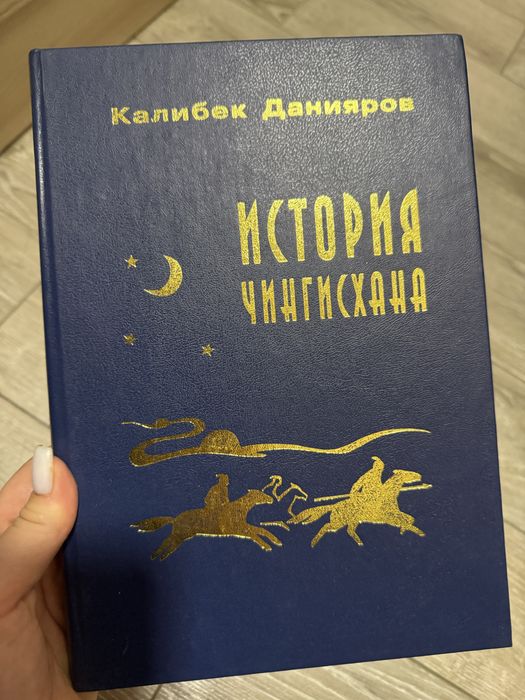 Калибек Данияров
ИСТОРИЯ
ЧИНГИСХАНА